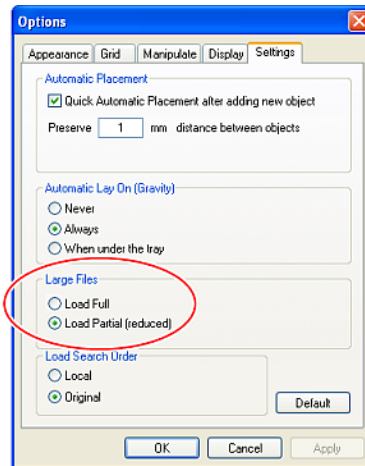 Options
Appearance Grid Manipulate Display Settings
Automatic Placement
Quick Automatic Placement after adding new object
Preserve 1 mm distance between objects
Automatic Lay On (Gravity)
Never
Always
When under the tray
Large Files
Load Full
Load Partial (reduced)
Load Search Order
Local
Original
Default
OK Cancel Apply